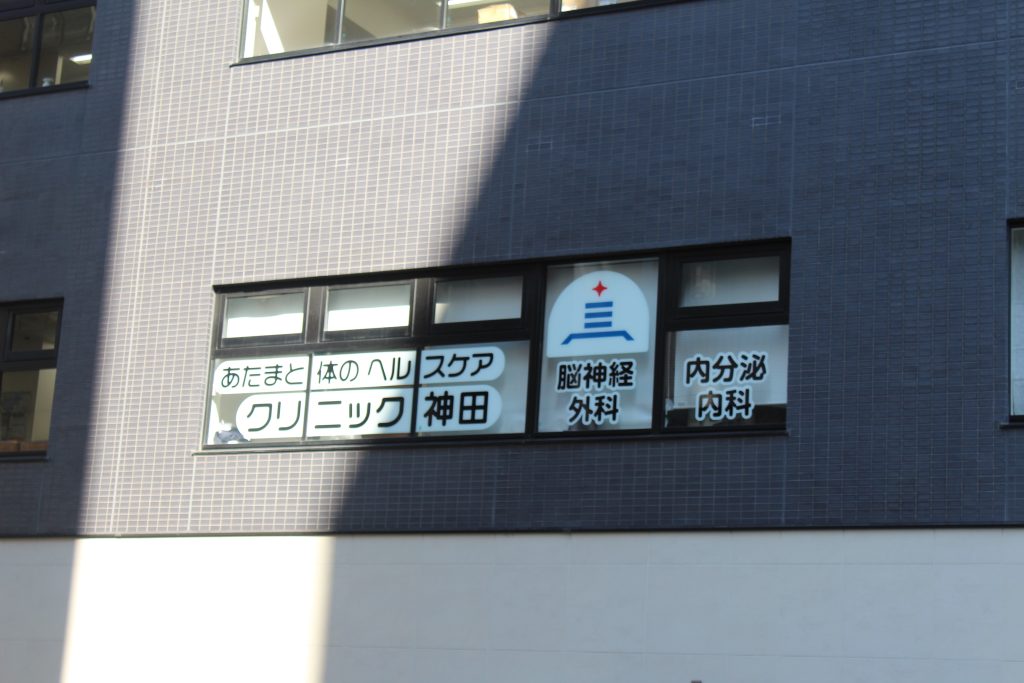 あたまと体のヘルスケア
クリニック神田
脳神経
外科
内分泌
内科